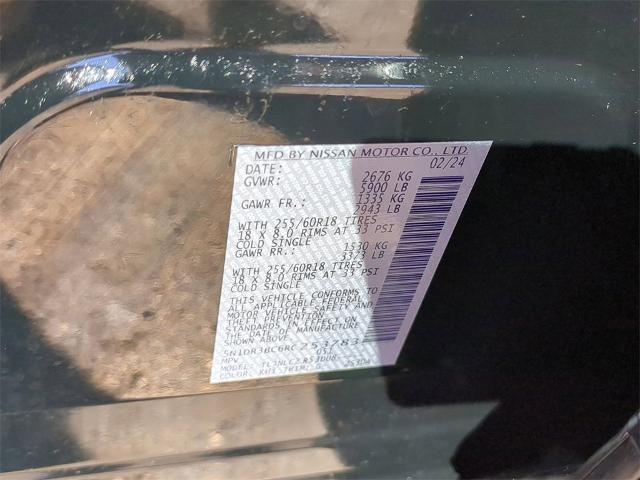 MFD BY NISSAN MOTOR CO., LTD.
DATE: 02/24
GVWR: 2676 KG
5900 LB
GAWR FR.: 1335 KG
2943 LB
WITH 255/60R18 TIRES
18 X 8.0 RIMS AT 33 PSI
COLD SINGLE
GAWR RR.: 1530 KG
3373 LB
WITH 255/60R18 TIRES
18 X 8.0 RIMS AT 33 PSI
COLD SINGLE
THIS VEHICLE CONFORMS TO
ALL APPLICABLE FEDERAL
MOTOR VEHICLE SAFETY AND
THEFT PREVENTION
STANDARDS IN EFFECT ON
THE DATE OF MANUFACTURE
SHOWN ABOVE
5N1DR3BC6RC253783
MPV
MODEL:
COLOR: